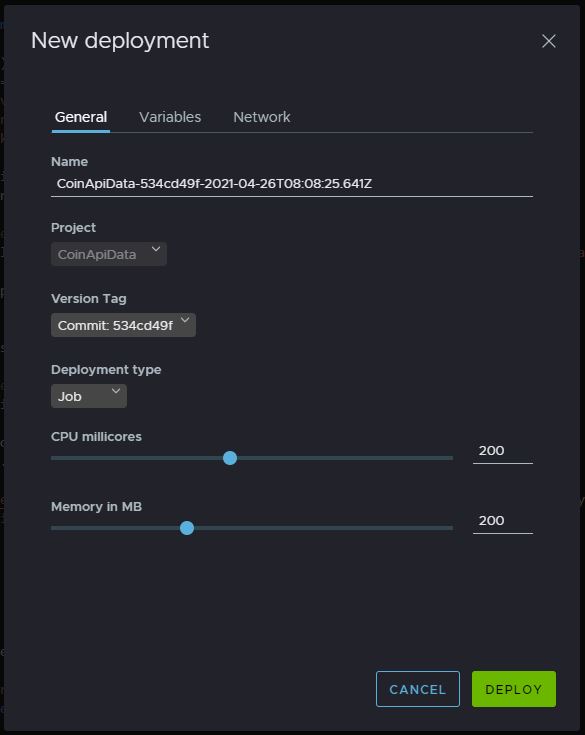 New deployment
General Variables Network
Name
CoinApiData-534cd49f-2021-04-26T08:08:25.641Z
Project
CoinApiData
Version Tag
Commit: 534cd49f
Deployment type
Job
CPU millicores
200
Memory in MB
200
CANCEL DEPLOY